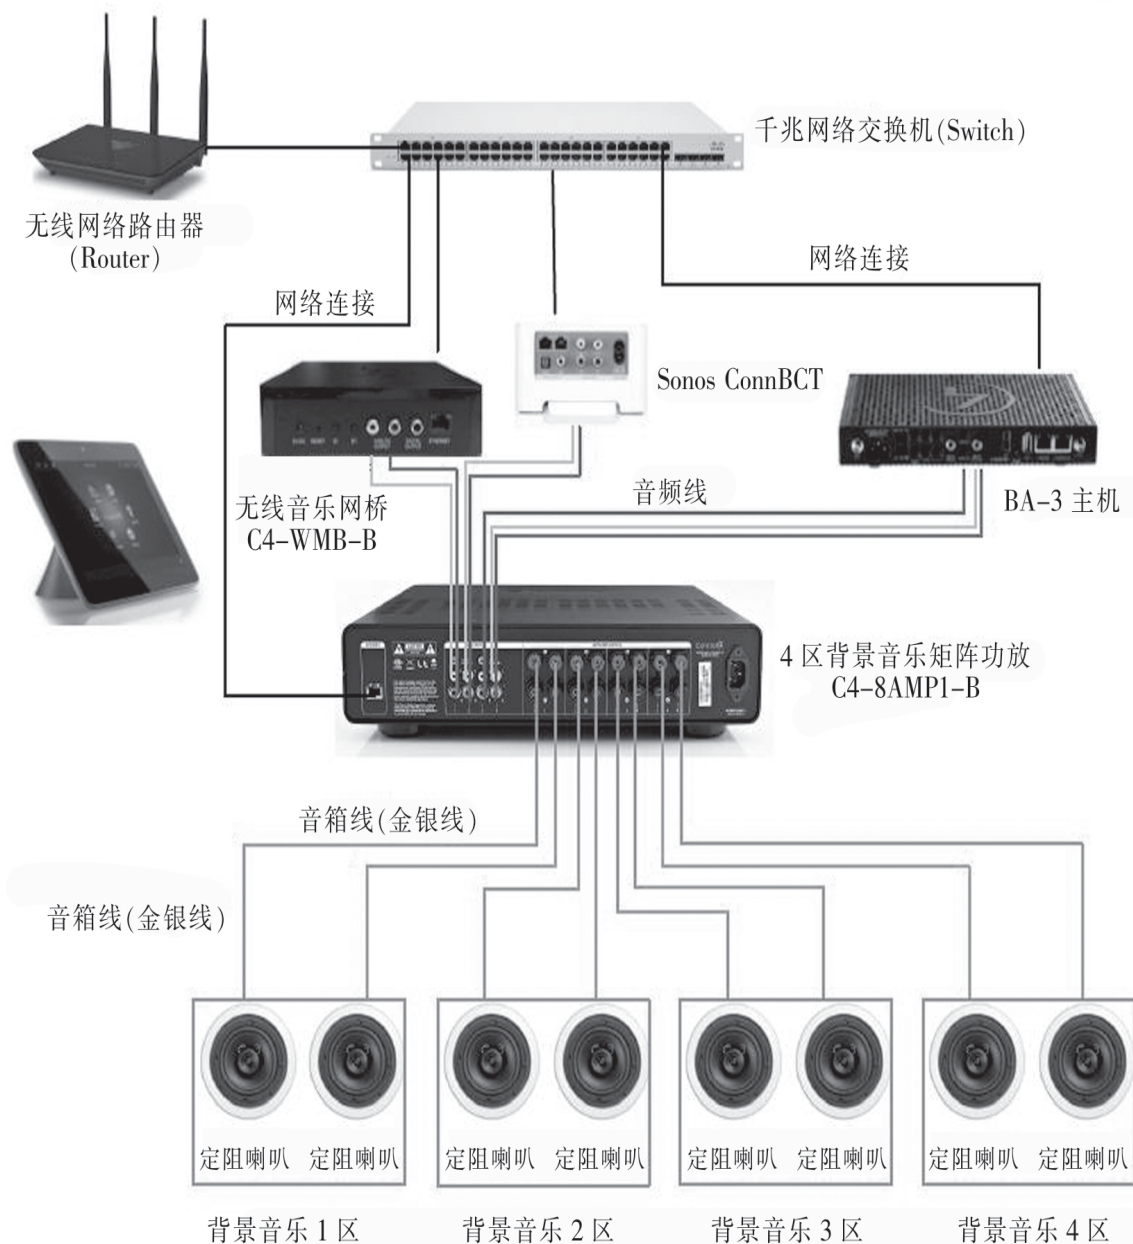 千兆网络交换机(Switch)
无线网络路由器
(Router)
网络连接
网络连接
Sonos ConnBCT
无线音乐网桥
C4-WMB-B
音频线
BA-3 主机
4区背景音乐矩阵功放
C4-8AMP1-B
音箱线(金银线)
音箱线(金银线)
定阻喇叭 定阻喇叭 定阻喇叭 定阻喇叭 定阻喇叭 定阻喇叭 定阻喇叭 定阻喇叭
背景音乐 1 区 背景音乐 2 区 背景音乐 3 区 背景音乐 4 区